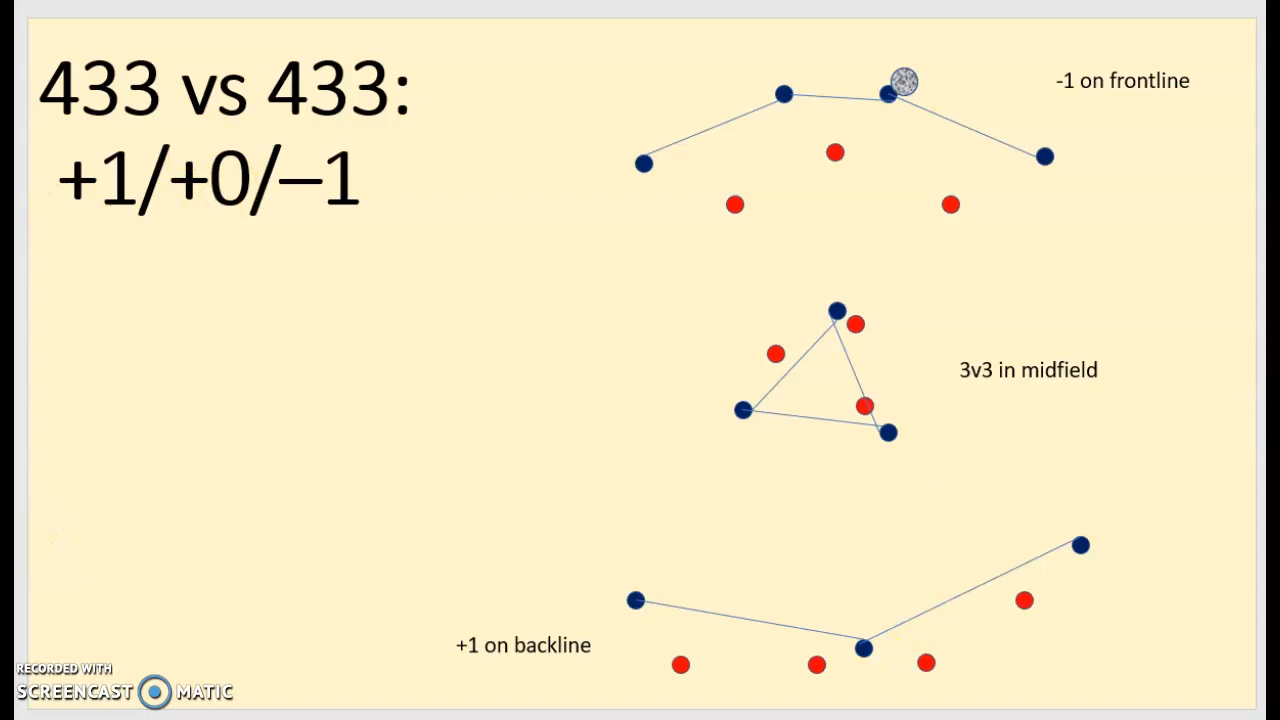 433 vs 433:
+1/+0/–1
-1 on frontline
3v3 in midfield
+1 on backline
RECORDED WITH
SCREENCAST MATIC